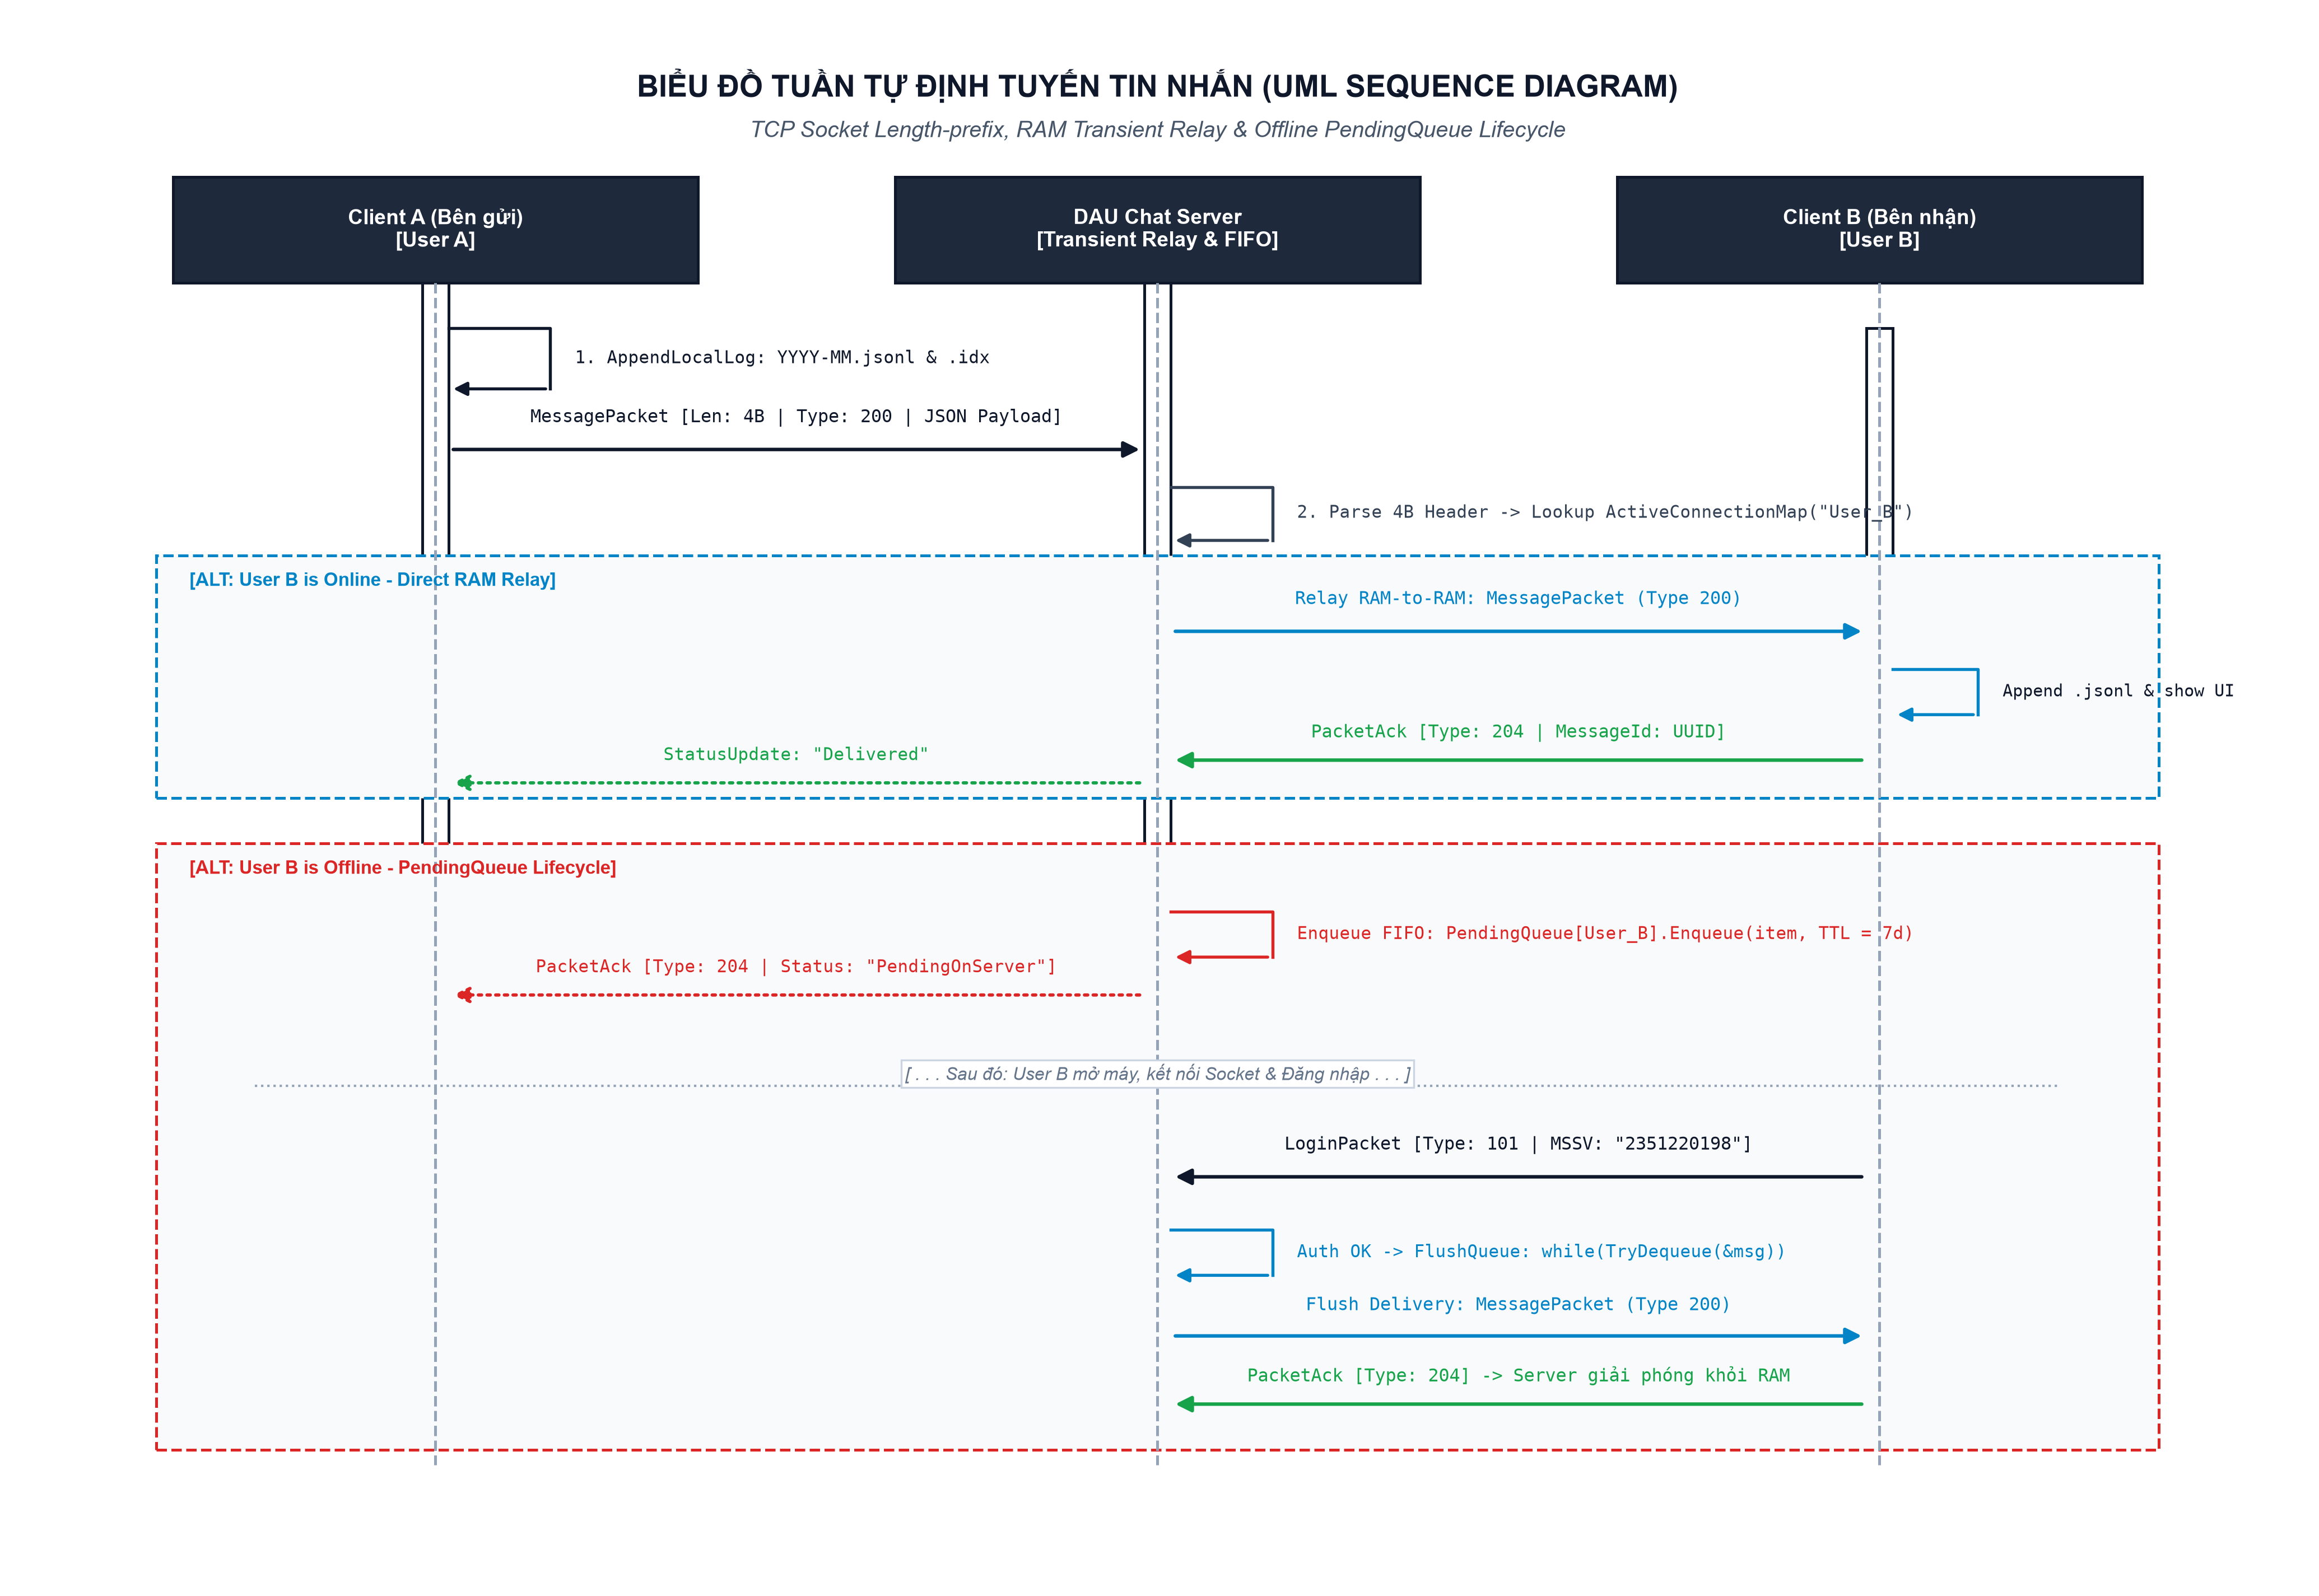 BIỂU ĐỒ TUẦN TỰ ĐỊNH TUYẾN TIN NHẮN (UML SEQUENCE DIAGRAM)
TCP Socket Length-prefix, RAM Transient Relay & Offline PendingQueue Lifecycle
Client A (Bên gửi)
[User A]
DAU Chat Server
[Transient Relay & FIFO]
Client B (Bên nhận)
[User B]
1. AppendLocalLog: YYYY-MM.jsonl & .idx
MessagePacket [Len: 4B | Type: 200 | JSON Payload]
2. Parse 4B Header -> Lookup ActiveConnectionMap("User_B")
[ALT: User B is Online - Direct RAM Relay]
Relay RAM-to-RAM: MessagePacket (Type 200)
Append .jsonl & show UI
PacketAck [Type: 204 | MessageId: UUID]
StatusUpdate: "Delivered"
[ALT: User B is Offline - PendingQueue Lifecycle]
Enqueue FIFO: PendingQueue[User_B].Enqueue(item, TTL = 7d)
PacketAck [Type: 204 | Status: "PendingOnServer"]
[ . . . Sau đó: User B mở máy, kết nối Socket & Đăng nhập . . . ]
LoginPacket [Type: 101 | MSSV: "2351220198"]
Auth OK -> FlushQueue: while(TryDequeue(&msg))
Flush Delivery: MessagePacket (Type 200)
PacketAck [Type: 204] -> Server giải phóng khỏi RAM